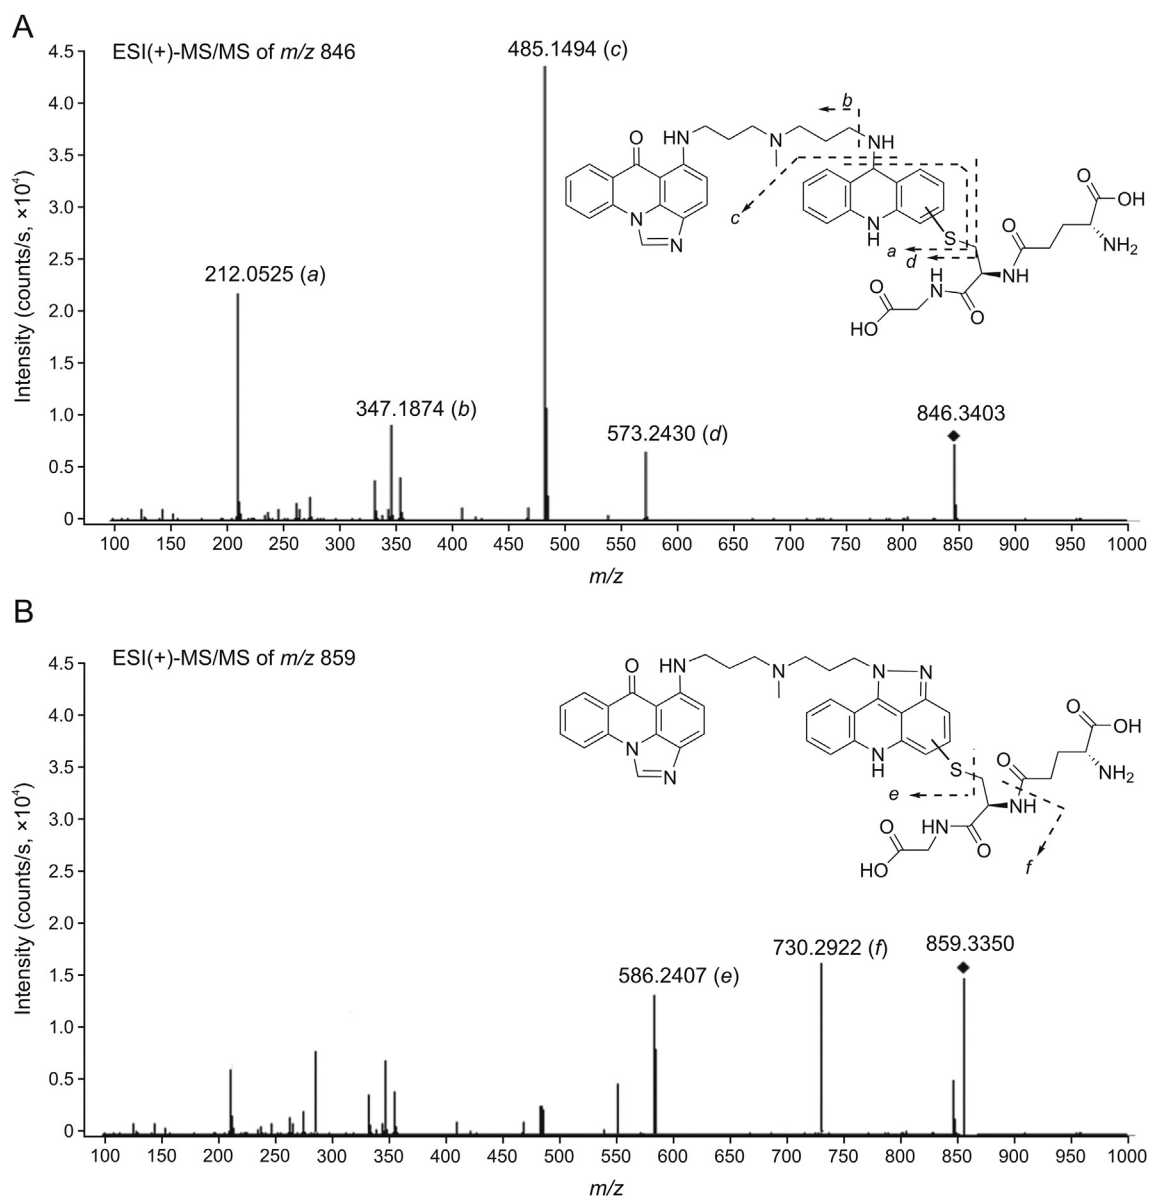 A
ESI(+)-MS/MS of m/z 846
Intensity (counts/s, ×10⁴)
4.5
4.0
3.5
3.0
2.5
2.0
1.5
1.0
0.5
0
485.1494 (c)
212.0525 (a)
347.1874 (b)
573.2430 (d)
846.3403
b
c
a
d
O
HN
N
NH
N
N
N
H
S
O
OH
NH2
O
NH
H
N
O
O
HO
100 150 200 250 300 350 400 450 500 550 600 650 700 750 800 850 900 950 1000
m/z
B
ESI(+)-MS/MS of m/z 859
Intensity (counts/s, ×10⁴)
4.5
4.0
3.5
3.0
2.5
2.0
1.5
1.0
0.5
0
586.2407 (e)
730.2922 (f)
859.3350
e
f
O
HN
N
N
N
N
N
N
H
S
O
OH
NH2
O
NH
HN
O
O
HO
100 150 200 250 300 350 400 450 500 550 600 650 700 750 800 850 900 950 1000
m/z